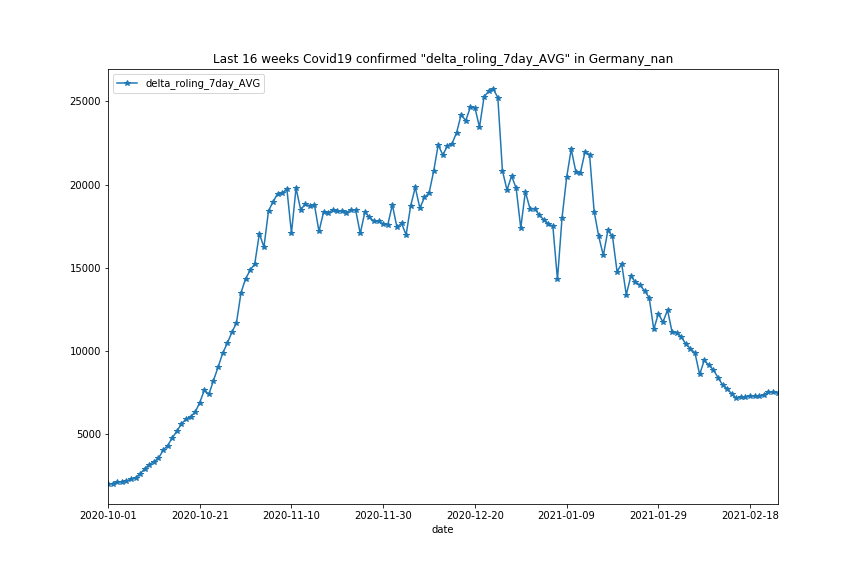 Last 16 weeks Covid19 confirmed "delta_roling_7day_AVG" in Germany_nan
delta_roling_7day_AVG
25000
20000
15000
10000
5000
2020-10-01 2020-10-21 2020-11-10 2020-11-30 2020-12-20 2021-01-09 2021-01-29 2021-02-18
date